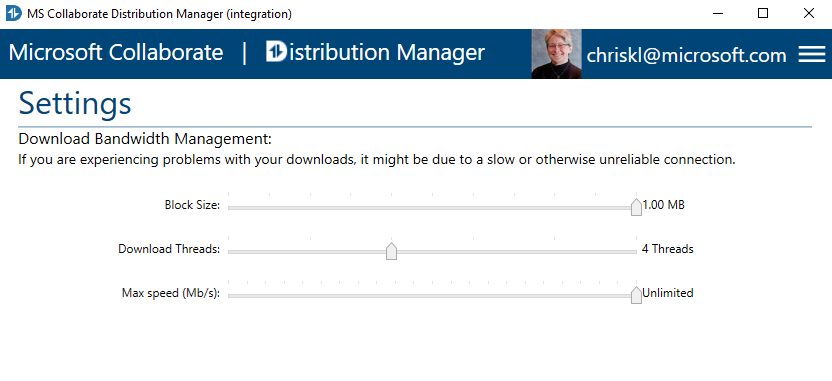 MS Collaborate Distribution Manager (integration)
Microsoft Collaborate | Distribution Manager chriskl@microsoft.com
Settings
Download Bandwidth Management:
If you are experiencing problems with your downloads, it might be due to a slow or otherwise unreliable connection.
Block Size: 1.00 MB
Download Threads: 4 Threads
Max speed (Mb/s): Unlimited